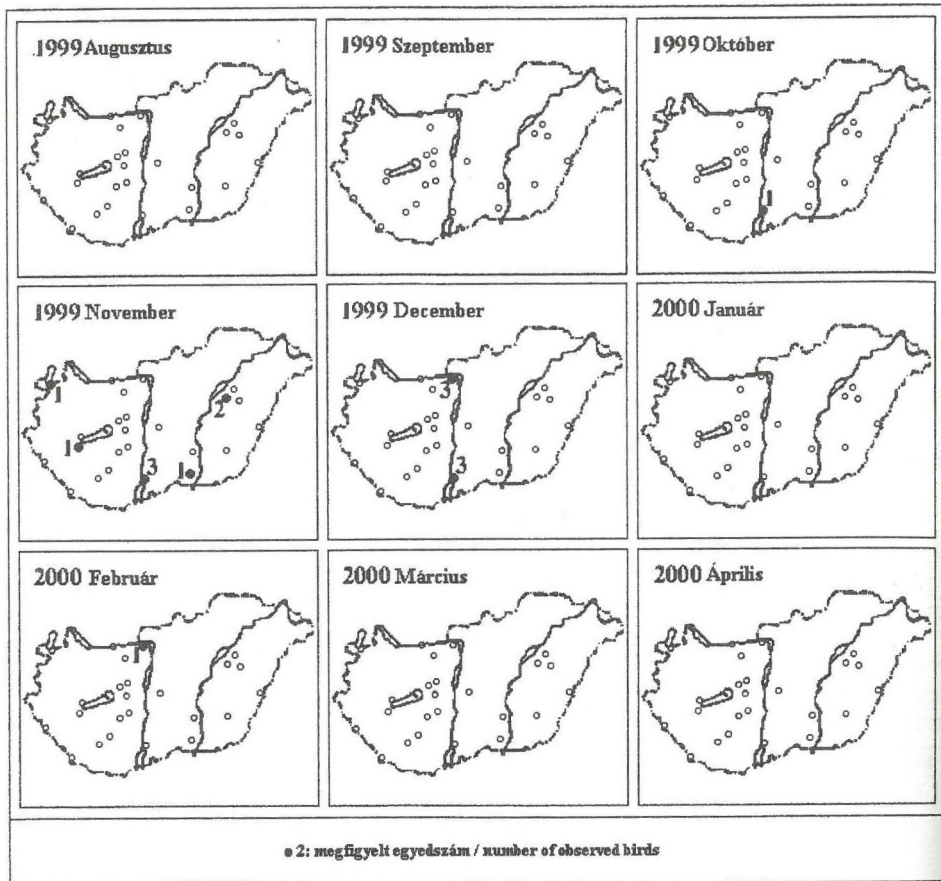 1999 Augusztus
1999 Szeptember
1999 Október
1
1999 November
1
2
1
3
1
1999 December
3
3
2000 Január
2000 Február
1
2000 Március
2000 Április
2: megfigyelt egyedszám / number of observed birds